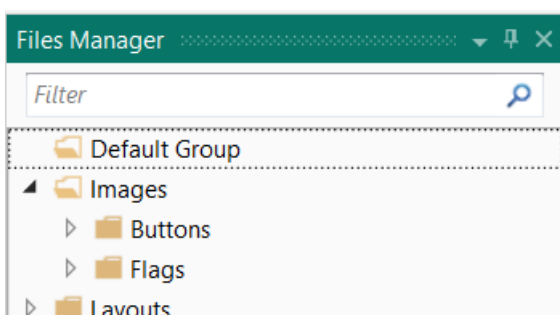 Files Manager
Filter
Default Group
Images
Buttons
Flags
Layouts